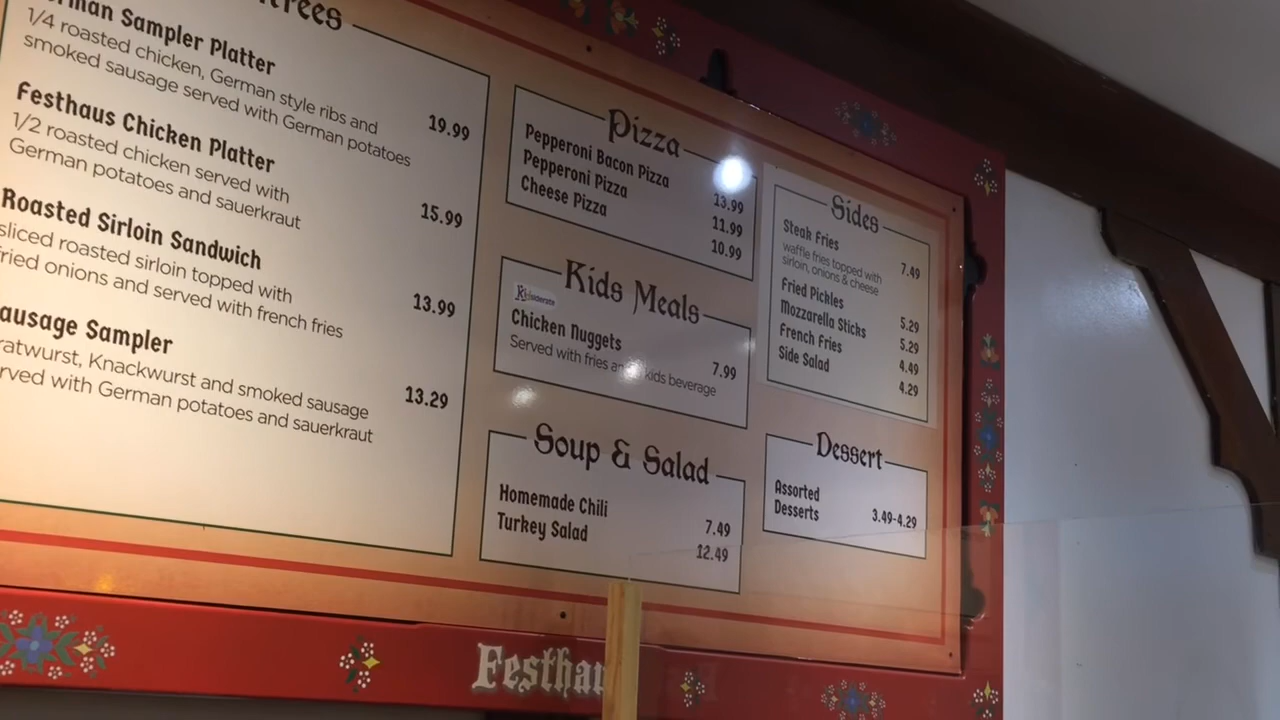 Sampler Platter
1/4 roasted chicken, German style ribs and
smoked sausage served with German potatoes
19.99
Festhaus Chicken Platter
1/2 roasted chicken served with
German potatoes and sauerkraut
15.99
Roasted Sirloin Sandwich
sliced roasted sirloin topped with
fried onions and served with french fries
13.99
Sampler
Knackwurst and smoked sausage
with German potatoes and sauerkraut
13.29
Pizza
Pepperoni Bacon Pizza 13.99
Pepperoni Pizza 11.99
Cheese Pizza 10.99
Kids Meals
Chicken Nuggets 7.99
Served with fries and kids beverage
Soup & Salad
Homemade Chili 7.49
Turkey Salad 12.49
Sides
Steak Fries 7.49
waffle fries topped with
sirloin, onions & cheese
Fried Pickles 5.29
Mozzarella Sticks 5.29
French Fries 4.49
Side Salad 4.29
Dessert
Assorted
Desserts 3.49-4.29
Festhau